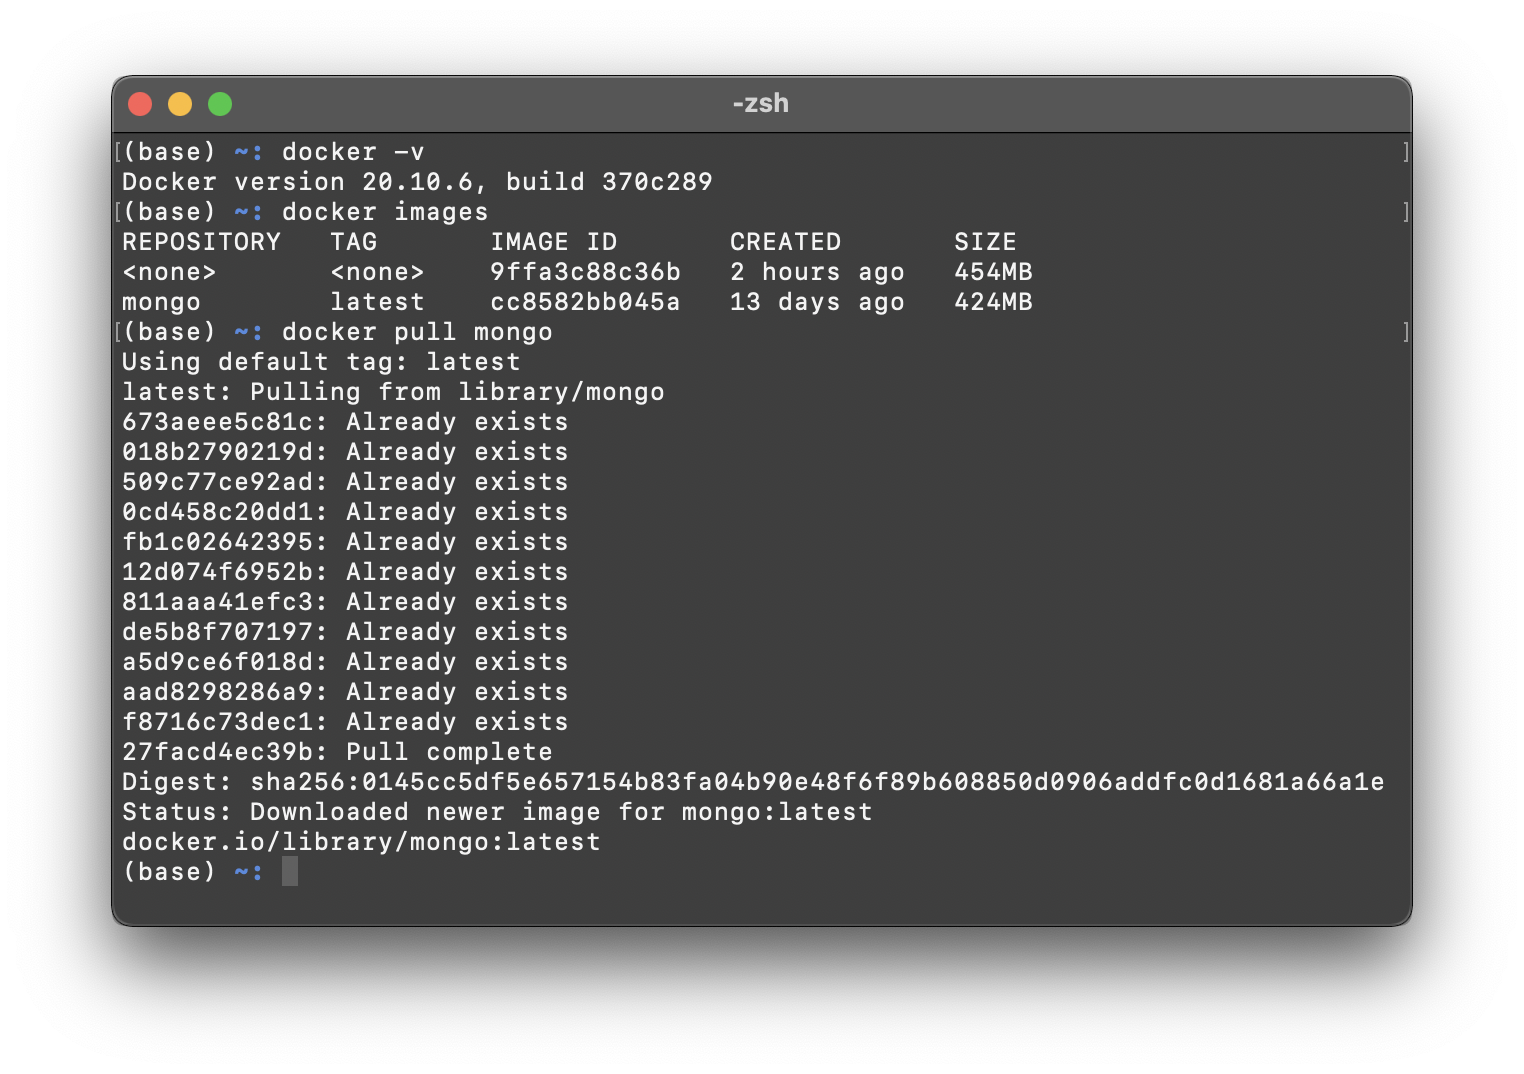 -zsh
[(base) ~: docker -v ]
Docker version 20.10.6, build 370c289
[(base) ~: docker images ]
REPOSITORY TAG IMAGE ID CREATED SIZE
<none> <none> 9ffa3c88c36b 2 hours ago 454MB
mongo latest cc8582bb045a 13 days ago 424MB
[(base) ~: docker pull mongo ]
Using default tag: latest
latest: Pulling from library/mongo
673aeee5c81c: Already exists
018b2790219d: Already exists
509c77ce92ad: Already exists
0cd458c20dd1: Already exists
fb1c02642395: Already exists
12d074f6952b: Already exists
811aaa41efc3: Already exists
de5b8f707197: Already exists
a5d9ce6f018d: Already exists
aad8298286a9: Already exists
f8716c73dec1: Already exists
27facd4ec39b: Pull complete
Digest: sha256:0145cc5df5e657154b83fa04b90e48f6f89b608850d0906addfc0d1681a66a1e
Status: Downloaded newer image for mongo:latest
docker.io/library/mongo:latest
(base) ~: